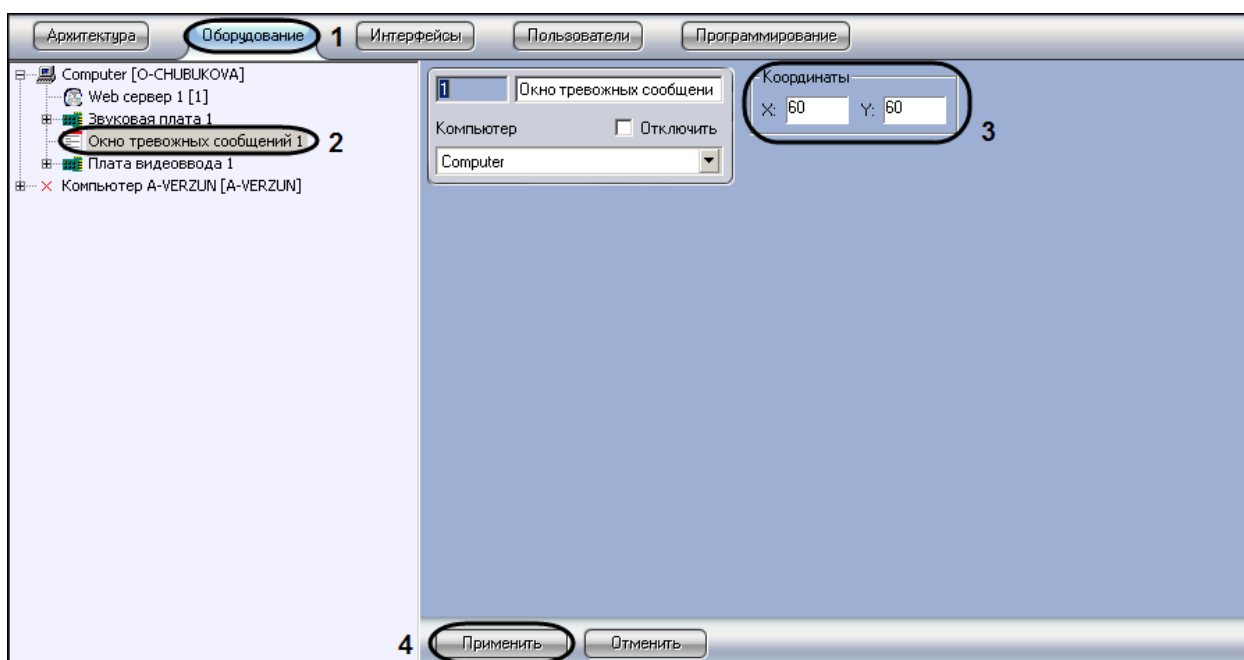 Архитектура Оборудование 1 Интерфейсы Пользователи Программирование
Computer [O-CHUBUKOVA]
Web сервер 1 [1]
Звуковая плата 1
Окно тревожных сообщений 1 2
Плата видеоввода 1
Компьютер A-VERZUN [A-VERZUN]
1 Окно тревожных сообщени
Компьютер Отключить
Computer
Координаты
X: 60 Y: 60
3
4 Применить Отменить